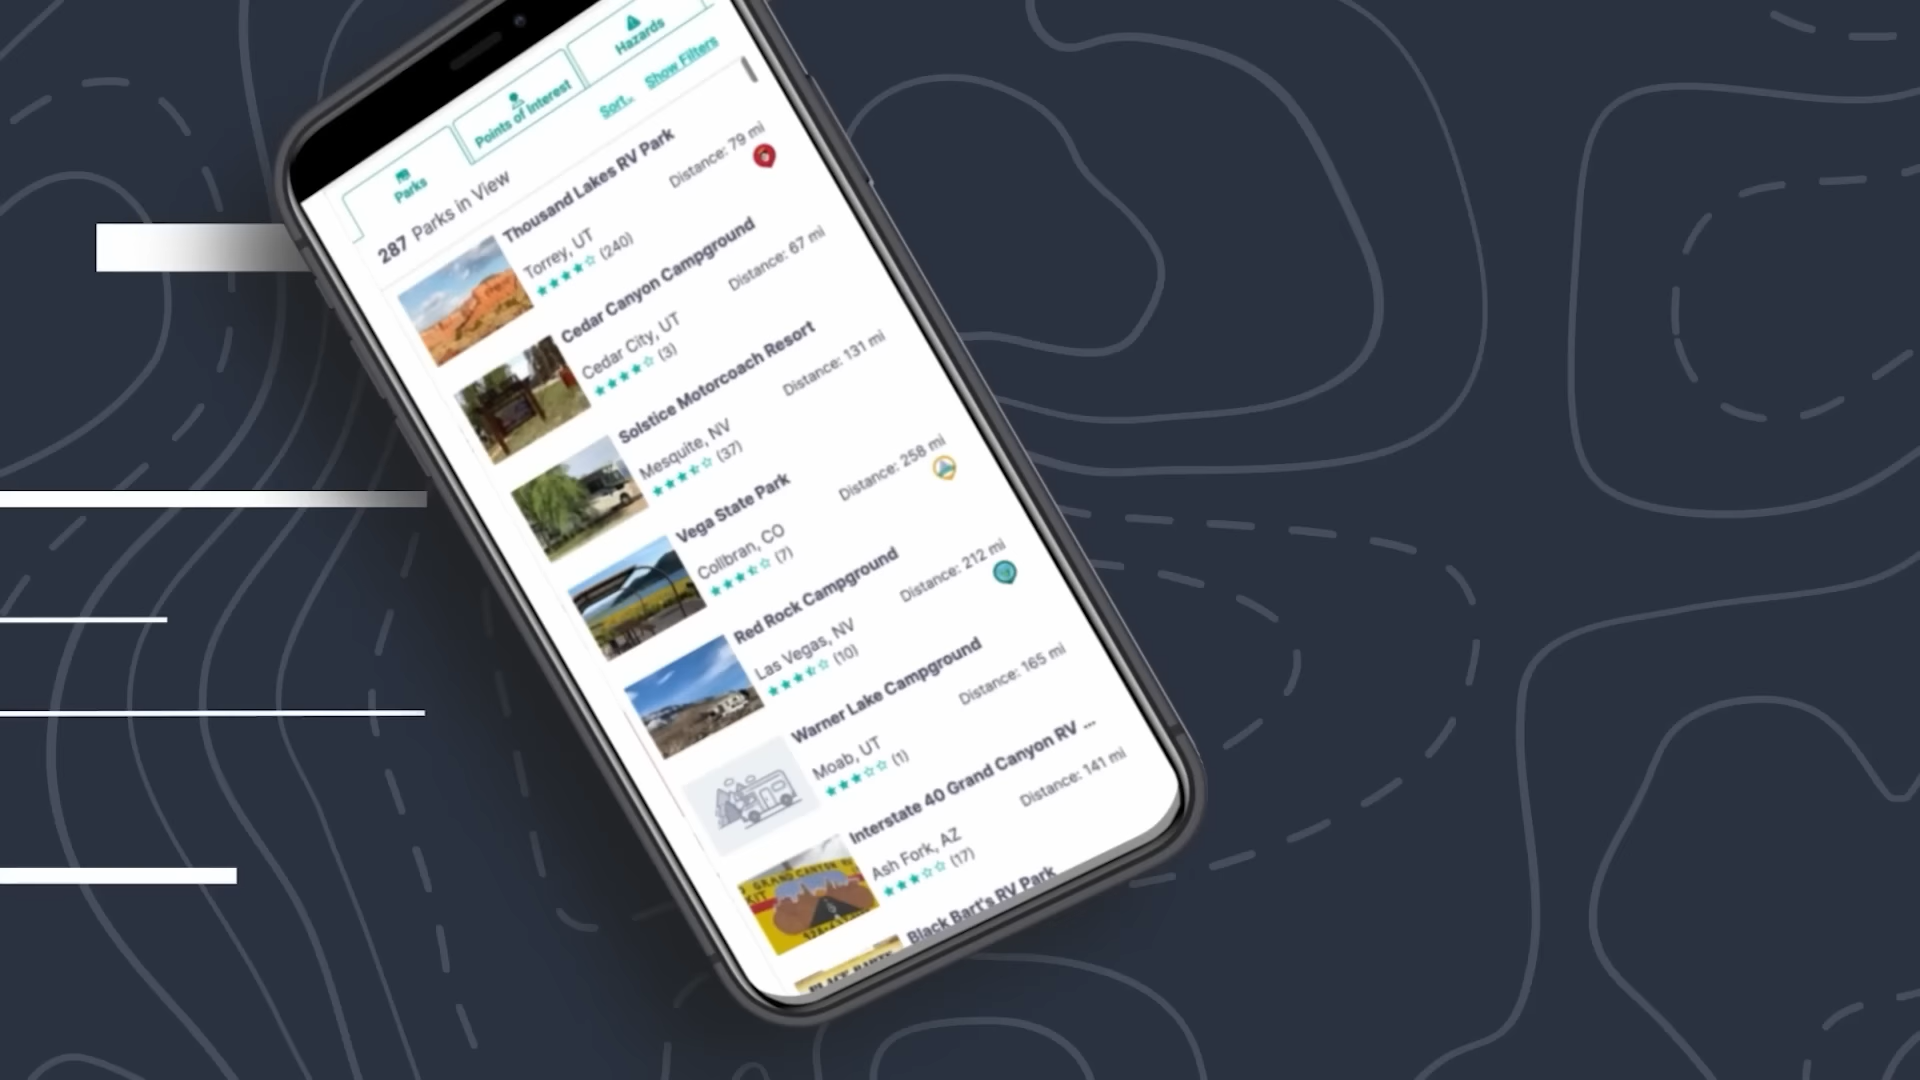 Hazards
Points of Interest
Parks
Sort...
Show Filters
287 Parks in View
Thousand Lakes RV Park
Torrey, UT
(240)
Distance: 79 mi
Cedar Canyon Campground
Cedar City, UT
(3)
Distance: 67 mi
Solstice Motorcoach Resort
Mesquite, NV
(37)
Distance: 131 mi
Vega State Park
Collbran, CO
(7)
Distance: 258 mi
Red Rock Campground
Las Vegas, NV
(10)
Distance: 212 mi
Warner Lake Campground
Moab, UT
(1)
Distance: 165 mi
Interstate 40 Grand Canyon RV ...
Ash Fork, AZ
(17)
Distance: 141 mi
GRAND CANYON
Black Bart's RV Park